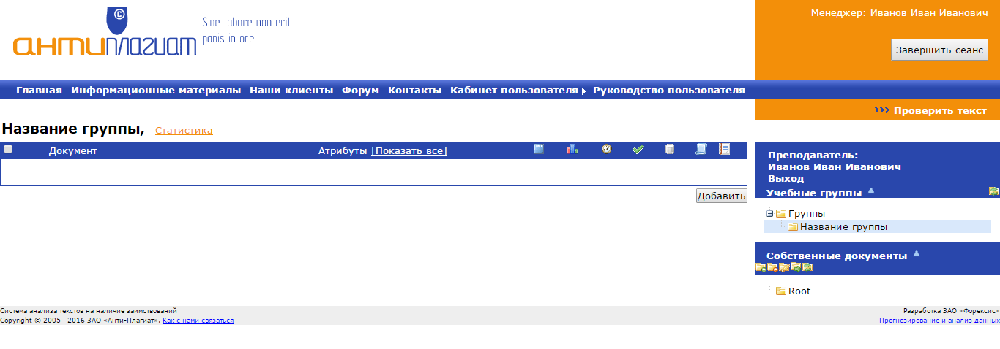 ©
антиплагиат
Sine labore non erit
panis in ore
Менеджер: Иванов Иван Иванович
Завершить сеанс
Главная Информационные материалы Наши клиенты Форум Контакты Кабинет пользователя Руководство пользователя
Проверить текст
Название группы, Статистика
Документ Атрибуты [Показать все]
Добавить
Преподаватель:
Иванов Иван Иванович
Выход
Учебные группы
Группы
Название группы
Собственные документы
Root
Система анализа текстов на наличие заимствований
Copyright © 2005—2016 ЗАО «Анти-Плагиат». Как с нами связаться
Разработка ЗАО «Форексис»
Прогнозирование и анализ данных